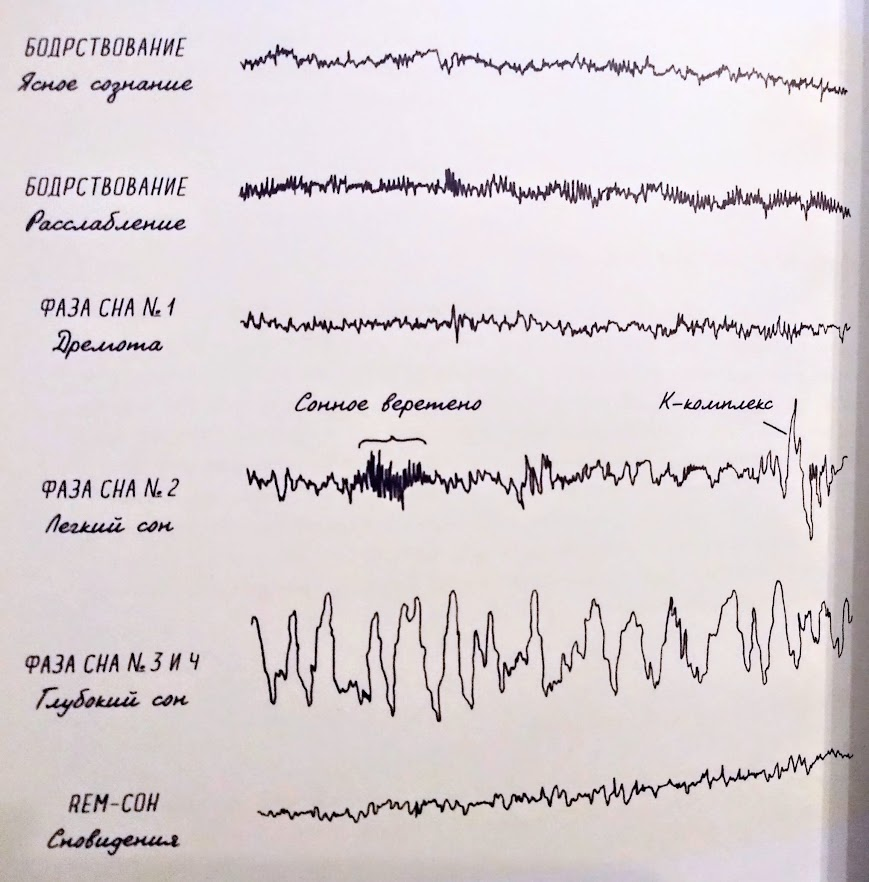 БОДРСТВОВАНИЕ
Ясное сознание
БОДРСТВОВАНИЕ
Расслабление
ФАЗА СНА № 1
Дремота
Сонное веретено
К-комплекс
ФАЗА СНА № 2
Легкий сон
ФАЗА СНА № 3 И 4
Глубокий сон
REM-СОН
Сновидения